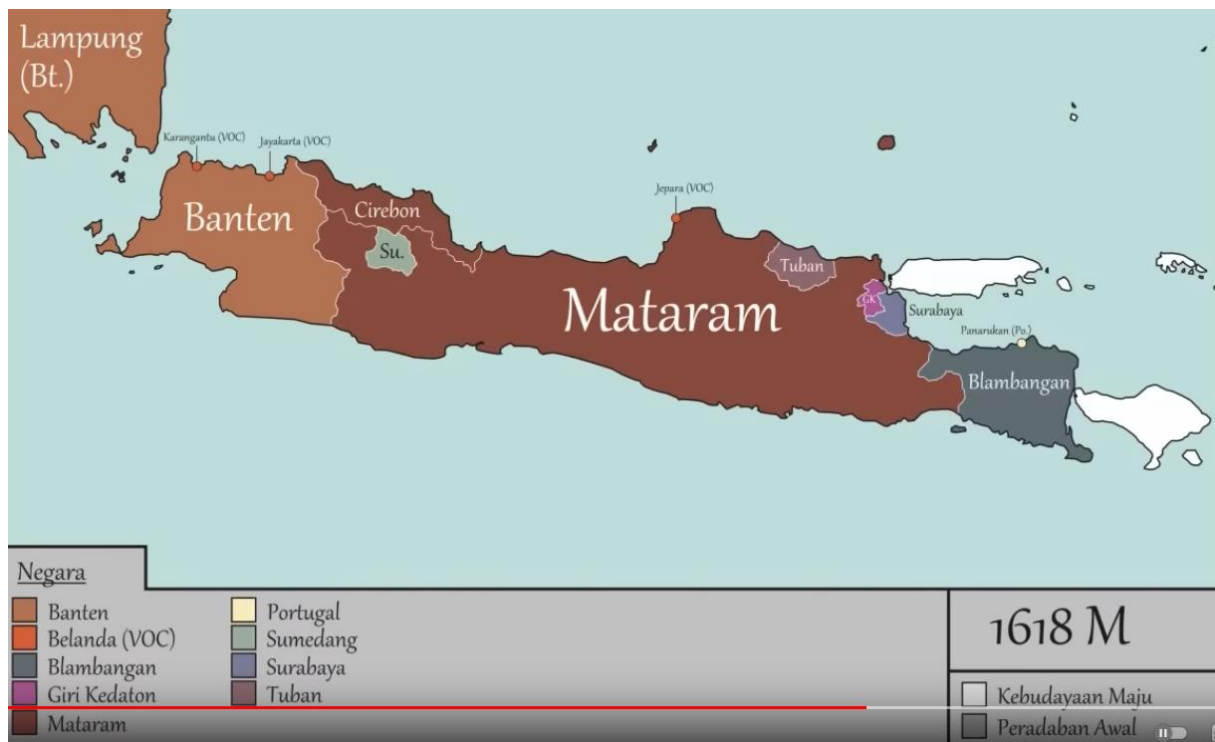 Lampung
(Bt.)
Karangantu (VOC)
Jayakarta (VOC)
Jepara (VOC)
Banten
Cirebon
Su.
Mataram
Tuban
GK
Surabaya
Panarukan (Po.)
Blambangan
Negara
Banten
Belanda (VOC)
Blambangan
Giri Kedaton
Mataram
Portugal
Sumedang
Surabaya
Tuban
1618 M
Kebudayaan Maju
Peradaban Awal